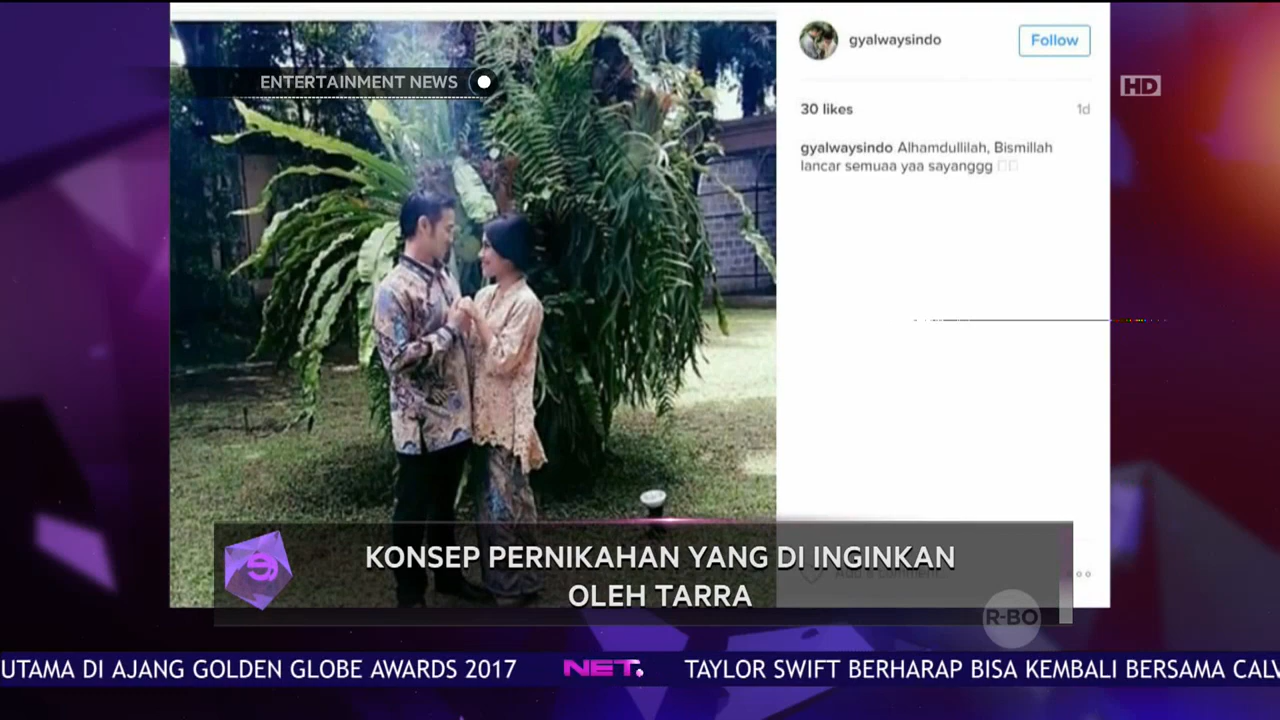 gyalwaysindo
Follow
ENTERTAINMENT NEWS
HD
30 likes
1d
gyalwaysindo Alhamdullilah, Bismillah
lancar semuaa yaa sayanggg
KONSEP PERNIKAHAN YANG DI INGINKAN
OLEH TARRA
Add a comment...
R-BO
UTAMA DI AJANG GOLDEN GLOBE AWARDS 2017 NET. TAYLOR SWIFT BERHARAP BISA KEMBALI BERSAMA CALV